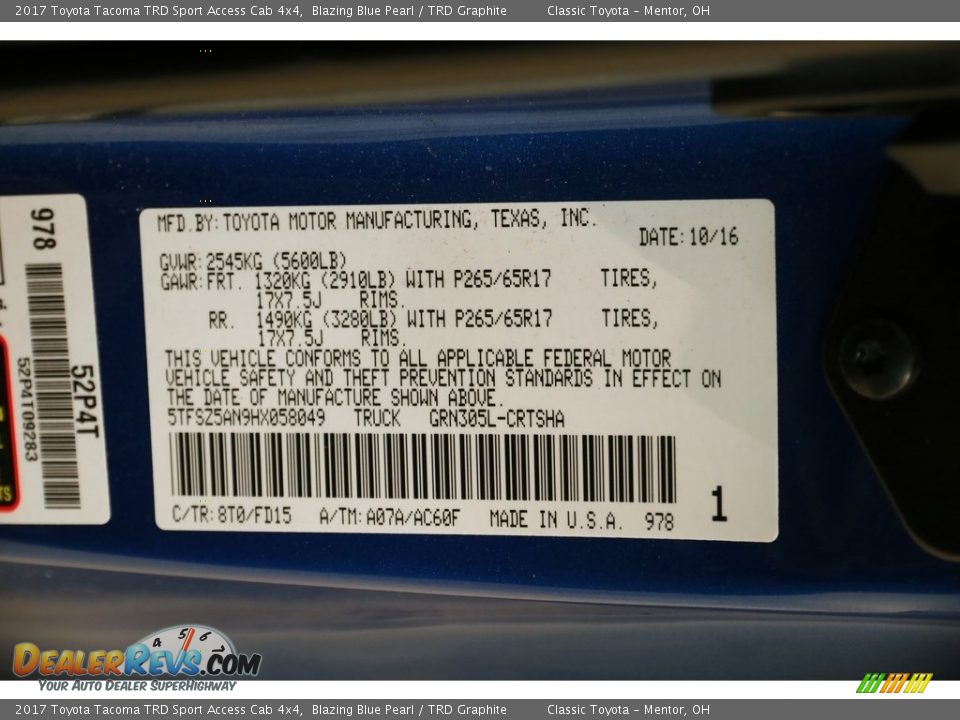 2017 Toyota Tacoma TRD Sport Access Cab 4x4, Blazing Blue Pearl / TRD Graphite Classic Toyota – Mentor, OH
978
52P4T
52P4T09283
MFD.BY:TOYOTA MOTOR MANUFACTURING, TEXAS, INC.
DATE:10/16
GVWR:2545KG (5600LB)
GAWR:FRT. 1320KG (2910LB) WITH P265/65R17 TIRES,
17X7.5J RIMS.
RR. 1490KG (3280LB) WITH P265/65R17 TIRES,
17X7.5J RIMS.
THIS VEHICLE CONFORMS TO ALL APPLICABLE FEDERAL MOTOR
VEHICLE SAFETY AND THEFT PREVENTION STANDARDS IN EFFECT ON
THE DATE OF MANUFACTURE SHOWN ABOVE.
5TFSZ5AN9HX058049 TRUCK GRN305L-CRTSHA
C/TR:8T0/FD15 A/TM:A07A/AC60F MADE IN U.S.A. 978
1
4 5 6
DEALERREVS.COM
YOUR AUTO DEALER SUPERHIGHWAY
2017 Toyota Tacoma TRD Sport Access Cab 4x4, Blazing Blue Pearl / TRD Graphite Classic Toyota – Mentor, OH